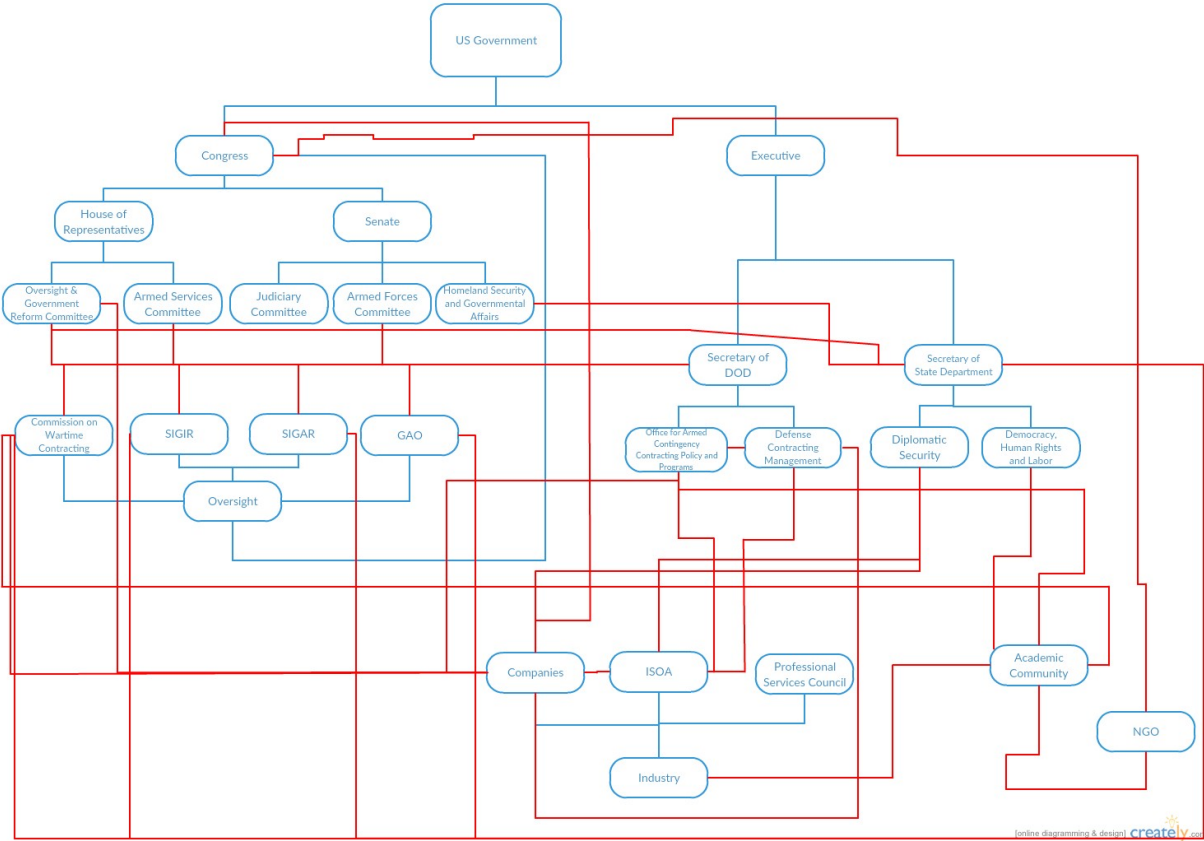 US Government
Congress
Executive
House of
Representatives
Senate
Oversight &
Government
Reform Committee
Armed Services
Committee
Judiciary
Committee
Armed Forces
Committee
Homeland Security
and Governmental
Affairs
Secretary of
DOD
Secretary of
State Department
Commission on
Wartime
Contracting
SIGIR
SIGAR
GAO
Office for Armed
Contingency
Contracting Policy and
Programs
Defense
Contracting
Management
Diplomatic
Security
Democracy,
Human Rights
and Labor
Oversight
Companies
ISOA
Professional
Services Council
Academic
Community
NGO
Industry
[online diagramming & design] creately.com